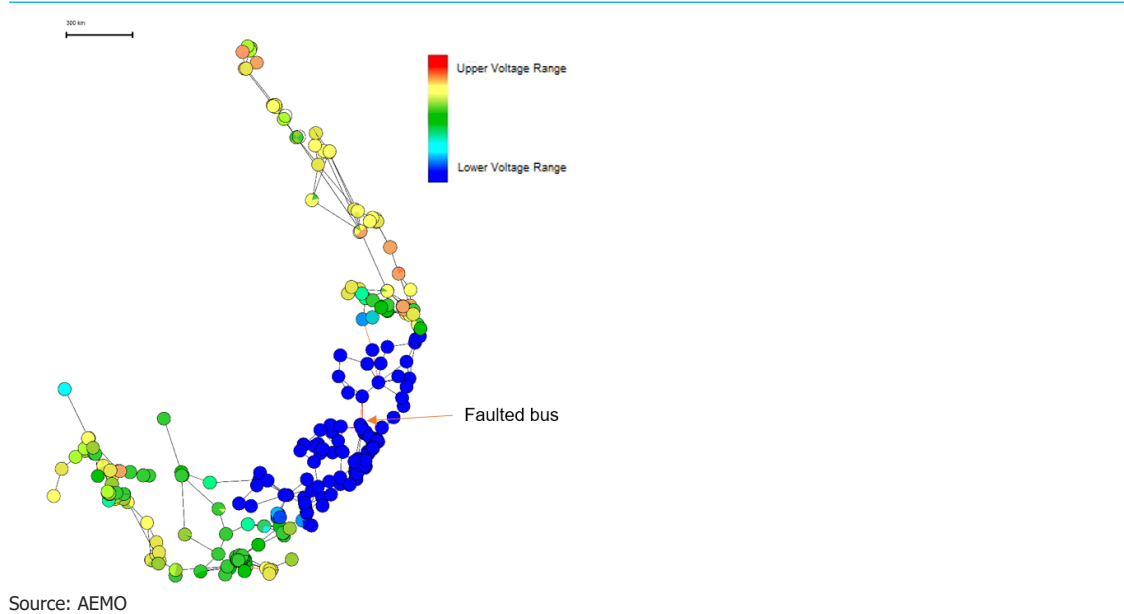 300 km
Upper Voltage Range
Lower Voltage Range
Faulted bus
Source: AEMO